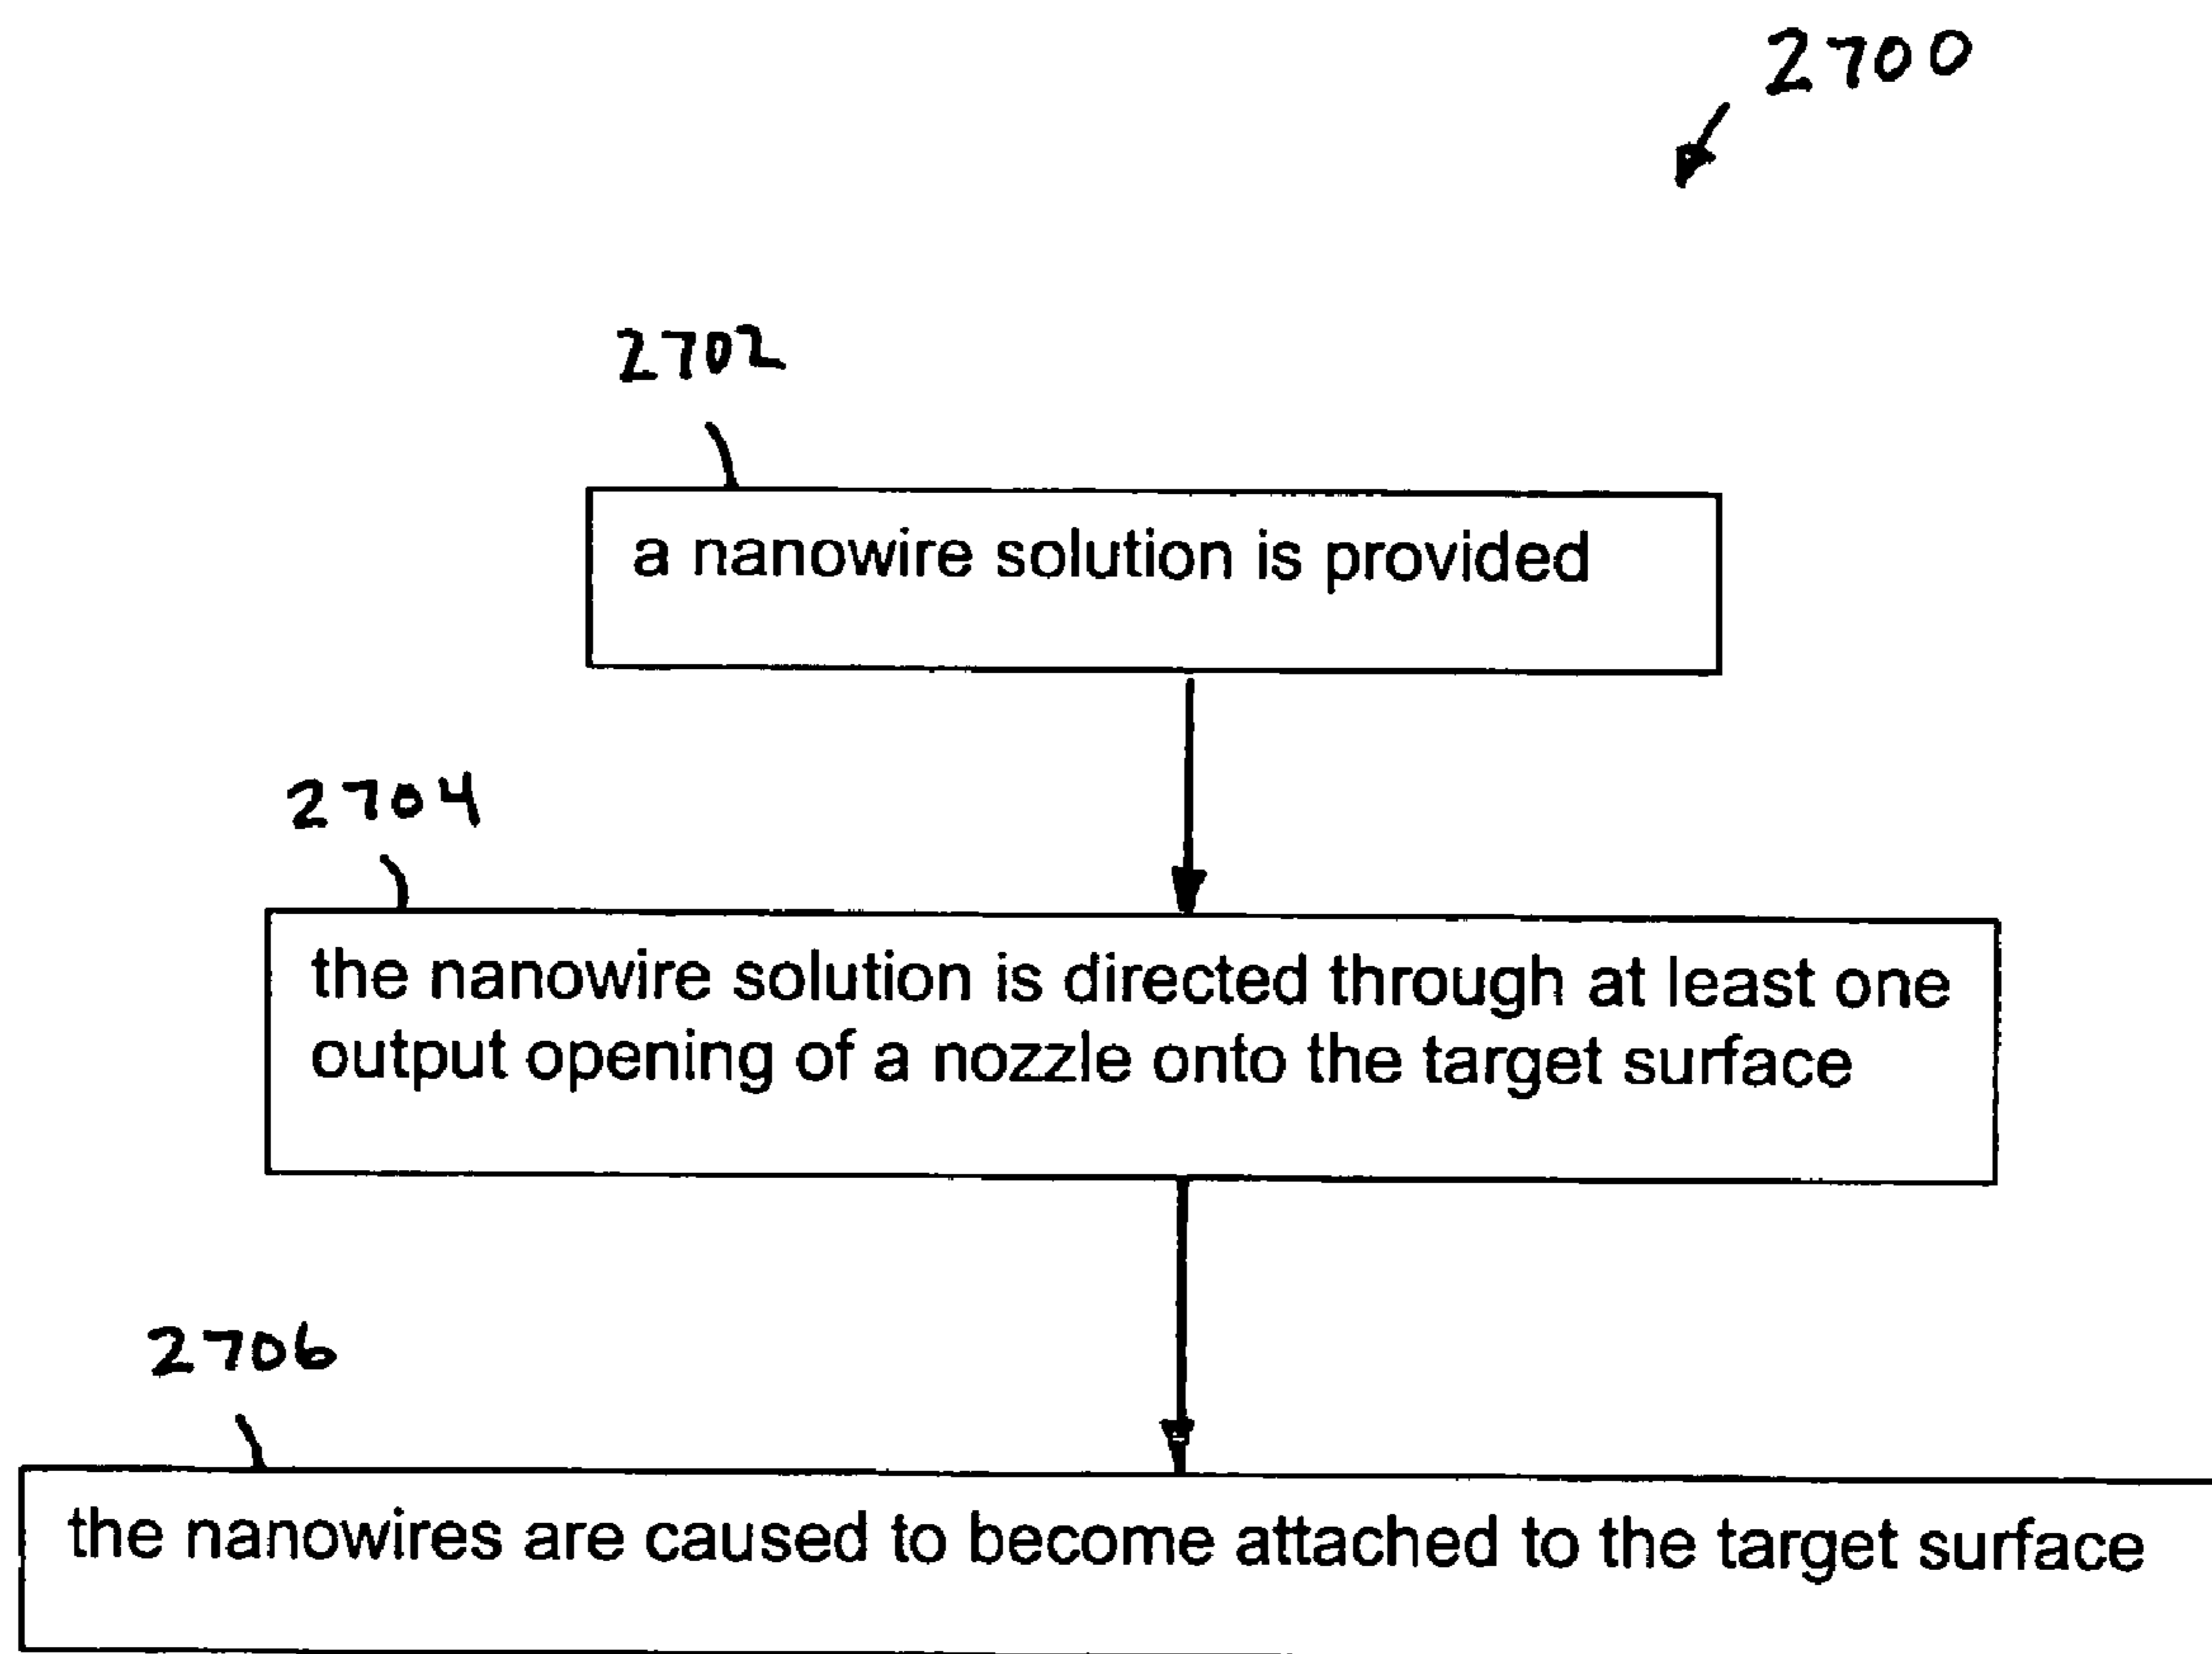 2700
2702
a nanowire solution is provided
2704
the nanowire solution is directed through at least one
output opening of a nozzle onto the target surface
2706
the nanowires are caused to become attached to the target surface